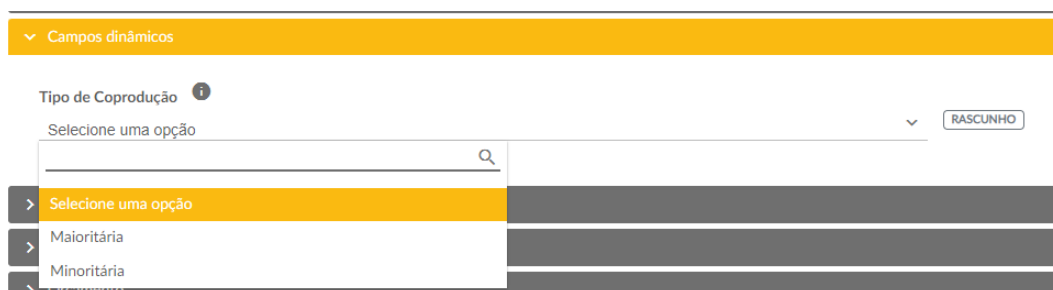 Campos dinâmicos
Tipo de Coprodução
Selecione uma opção
RASCUNHO
Selecione uma opção
Maioritária
Minoritária